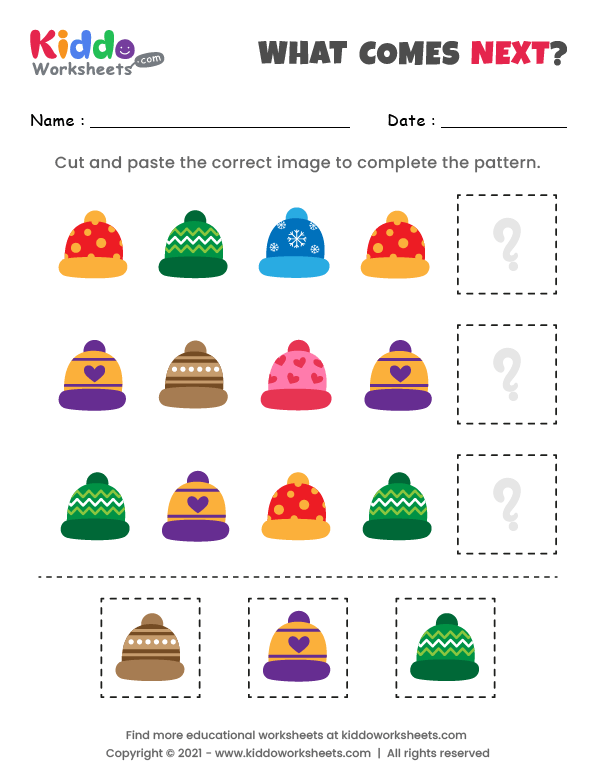 Kiddo
Worksheets.com
WHAT COMES NEXT?
Name : Date :
Cut and paste the correct image to complete the pattern.
?
?
?
Find more educational worksheets at kiddoworksheets.com
Copyright © 2021 - www.kiddoworksheets.com | All rights reserved